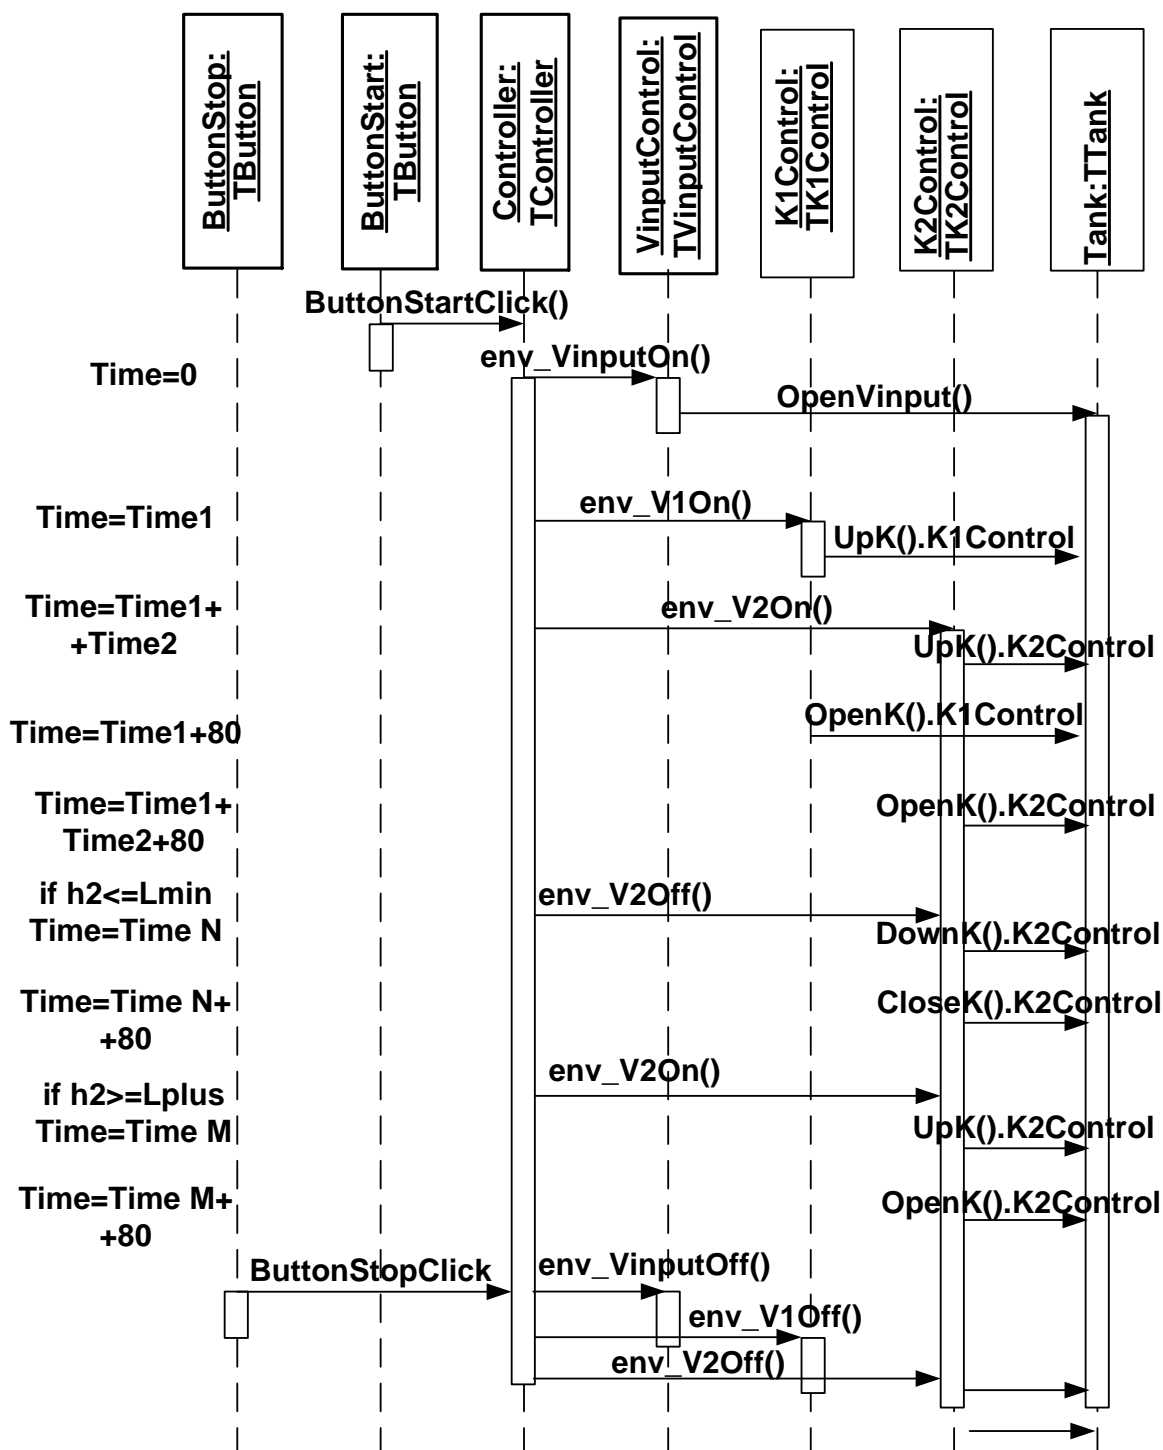 ButtonStop:
TButton
ButtonStart:
TButton
Controller:
TController
VinputControl:
TVinputControl
K1Control:
TK1Control
K2Control:
TK2Control
Tank:TTank
ButtonStartClick()
Time=0
env_VinputOn()
OpenVinput()
Time=Time1
env_V1On()
UpK().K1Control
Time=Time1+
+Time2
env_V2On()
UpK().K2Control
Time=Time1+80
OpenK().K1Control
Time=Time1+
Time2+80
OpenK().K2Control
if h2<=Lmin
Time=Time N
env_V2Off()
DownK().K2Control
Time=Time N+
+80
CloseK().K2Control
if h2>=Lplus
Time=Time M
env_V2On()
UpK().K2Control
Time=Time M+
+80
OpenK().K2Control
ButtonStopClick
env_VinputOff()
env_V1Off()
env_V2Off()